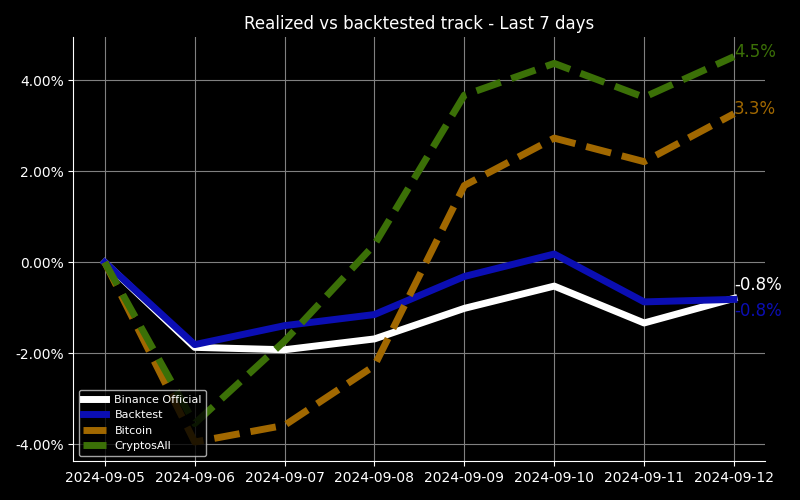 Realized vs backtested track - Last 7 days
4.00%
2.00%
0.00%
-2.00%
-4.00%
4.5%
3.3%
-0.8%
-0.8%
Binance Official
Backtest
Bitcoin
CryptosAll
2024-09-05 2024-09-06 2024-09-07 2024-09-08 2024-09-09 2024-09-10 2024-09-11 2024-09-12